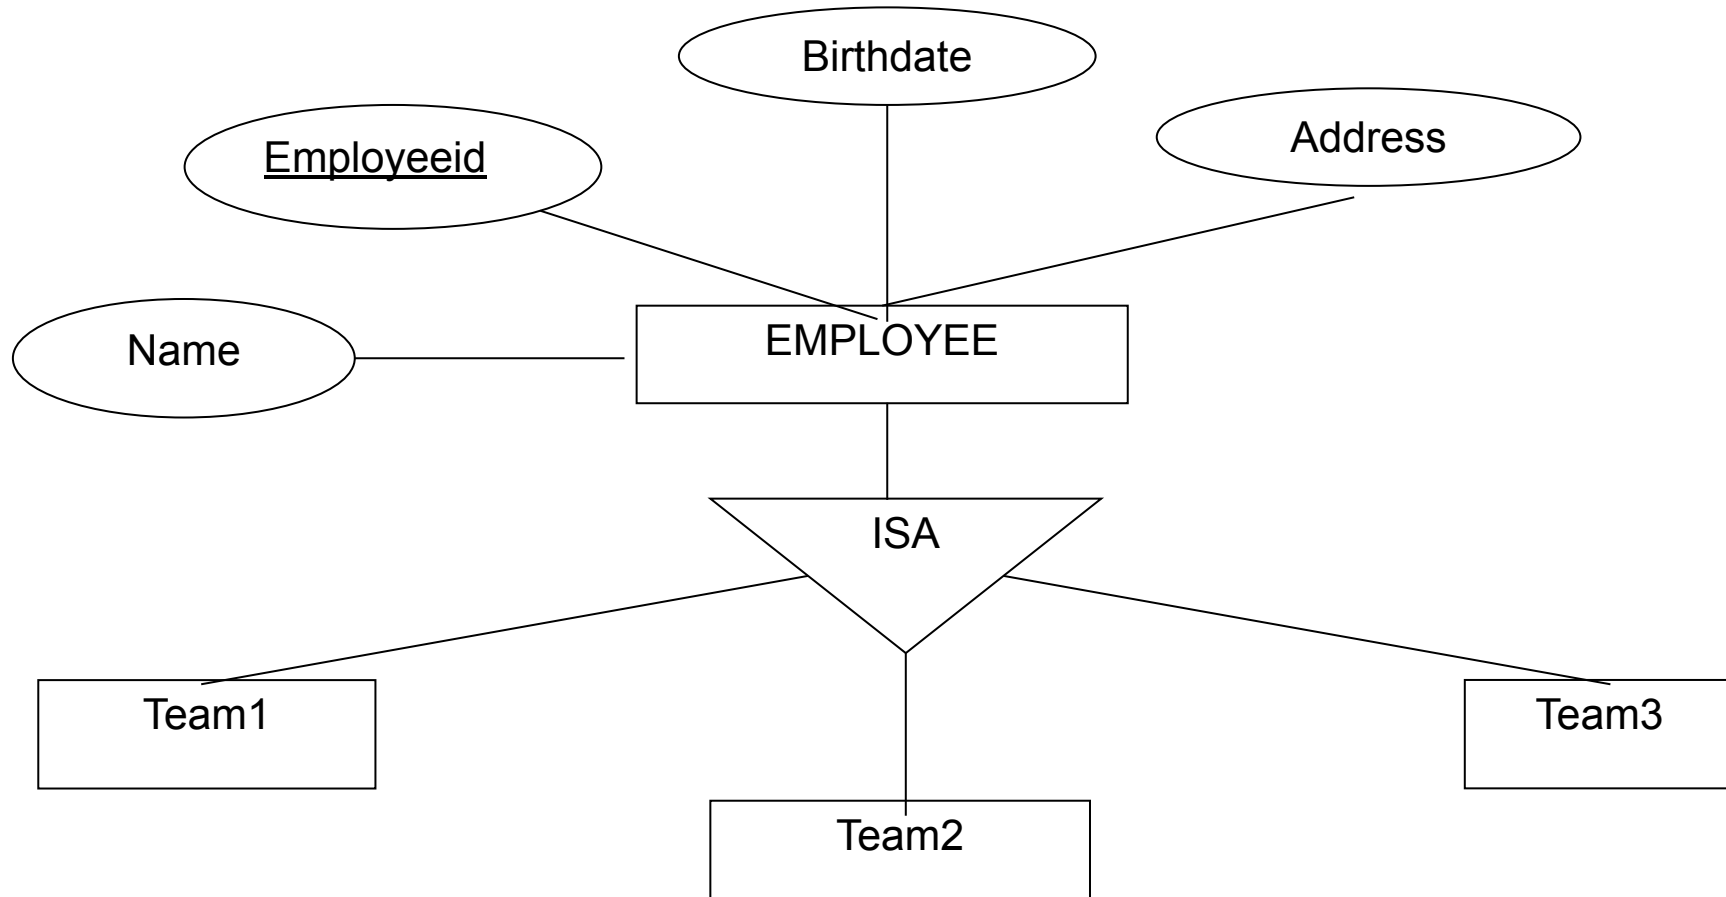 Birthdate
Address
Employeeid
Name
EMPLOYEE
ISA
Team1
Team3
Team2